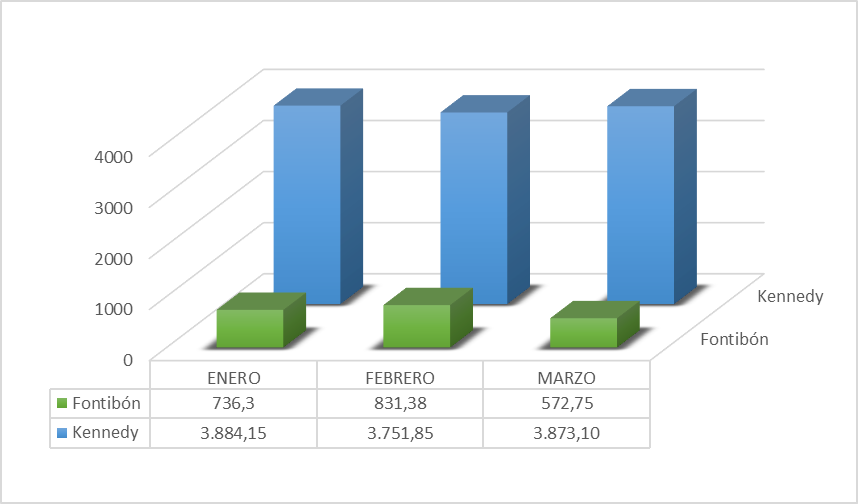 4000
3000
2000
1000
0
Kennedy
Fontibón
ENERO FEBRERO MARZO
Fontibón 736,3 831,38 572,75
Kennedy 3.884,15 3.751,85 3.873,10